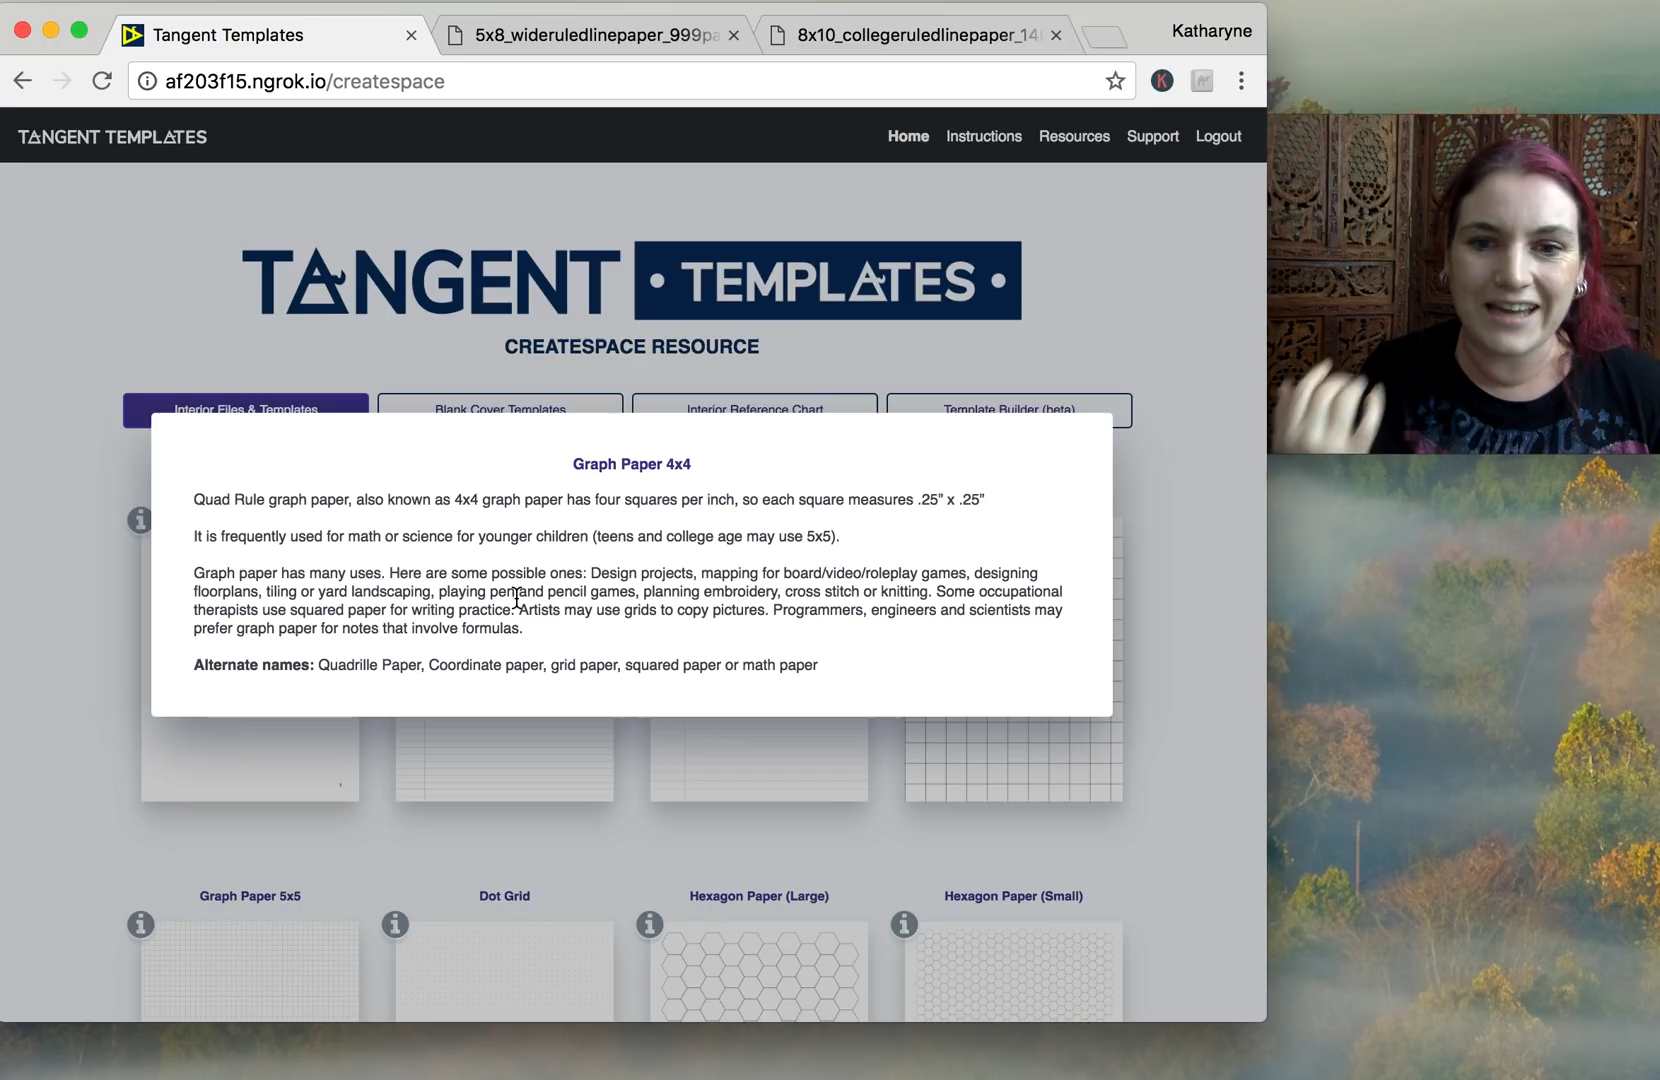 Tangent Templates
5x8_wideruledlinepaper_999pa
8x10_collegeruledlinepaper_14
Katharyne
af203f15.ngrok.io/createspace
K
TANGENT TEMPLATES
Home Instructions Resources Support Logout
TANGENT • TEMPLATES •
CREATESPACE RESOURCE
Interior Files & Templates
Blank Cover Templates
Interior Reference Chart
Template Builder (beta)
Graph Paper 4x4
Quad Rule graph paper, also known as 4x4 graph paper has four squares per inch, so each square measures .25” x .25”
It is frequently used for math or science for younger children (teens and college age may use 5x5).
Graph paper has many uses. Here are some possible ones: Design projects, mapping for board/video/roleplay games, designing
floorplans, tiling or yard landscaping, playing pen and pencil games, planning embroidery, cross stitch or knitting. Some occupational
therapists use squared paper for writing practice. Artists may use grids to copy pictures. Programmers, engineers and scientists may
prefer graph paper for notes that involve formulas.
Alternate names: Quadrille Paper, Coordinate paper, grid paper, squared paper or math paper
Graph Paper 5x5
Dot Grid
Hexagon Paper (Large)
Hexagon Paper (Small)